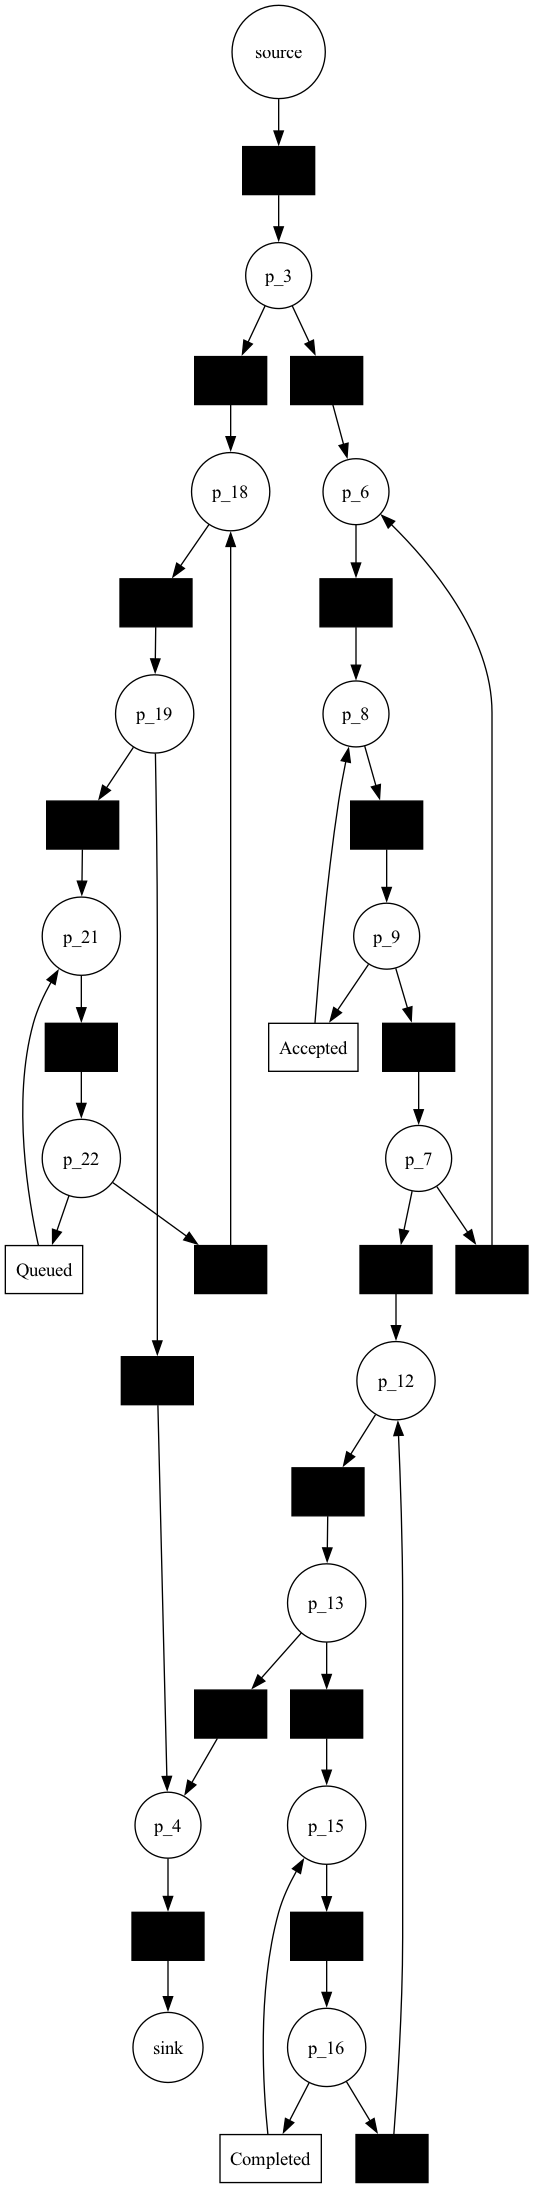 source
p_3
p_18
p_6
p_19
p_8
p_21
p_9
Accepted
p_22
p_7
Queued
p_12
p_13
p_4
p_15
sink
p_16
Completed